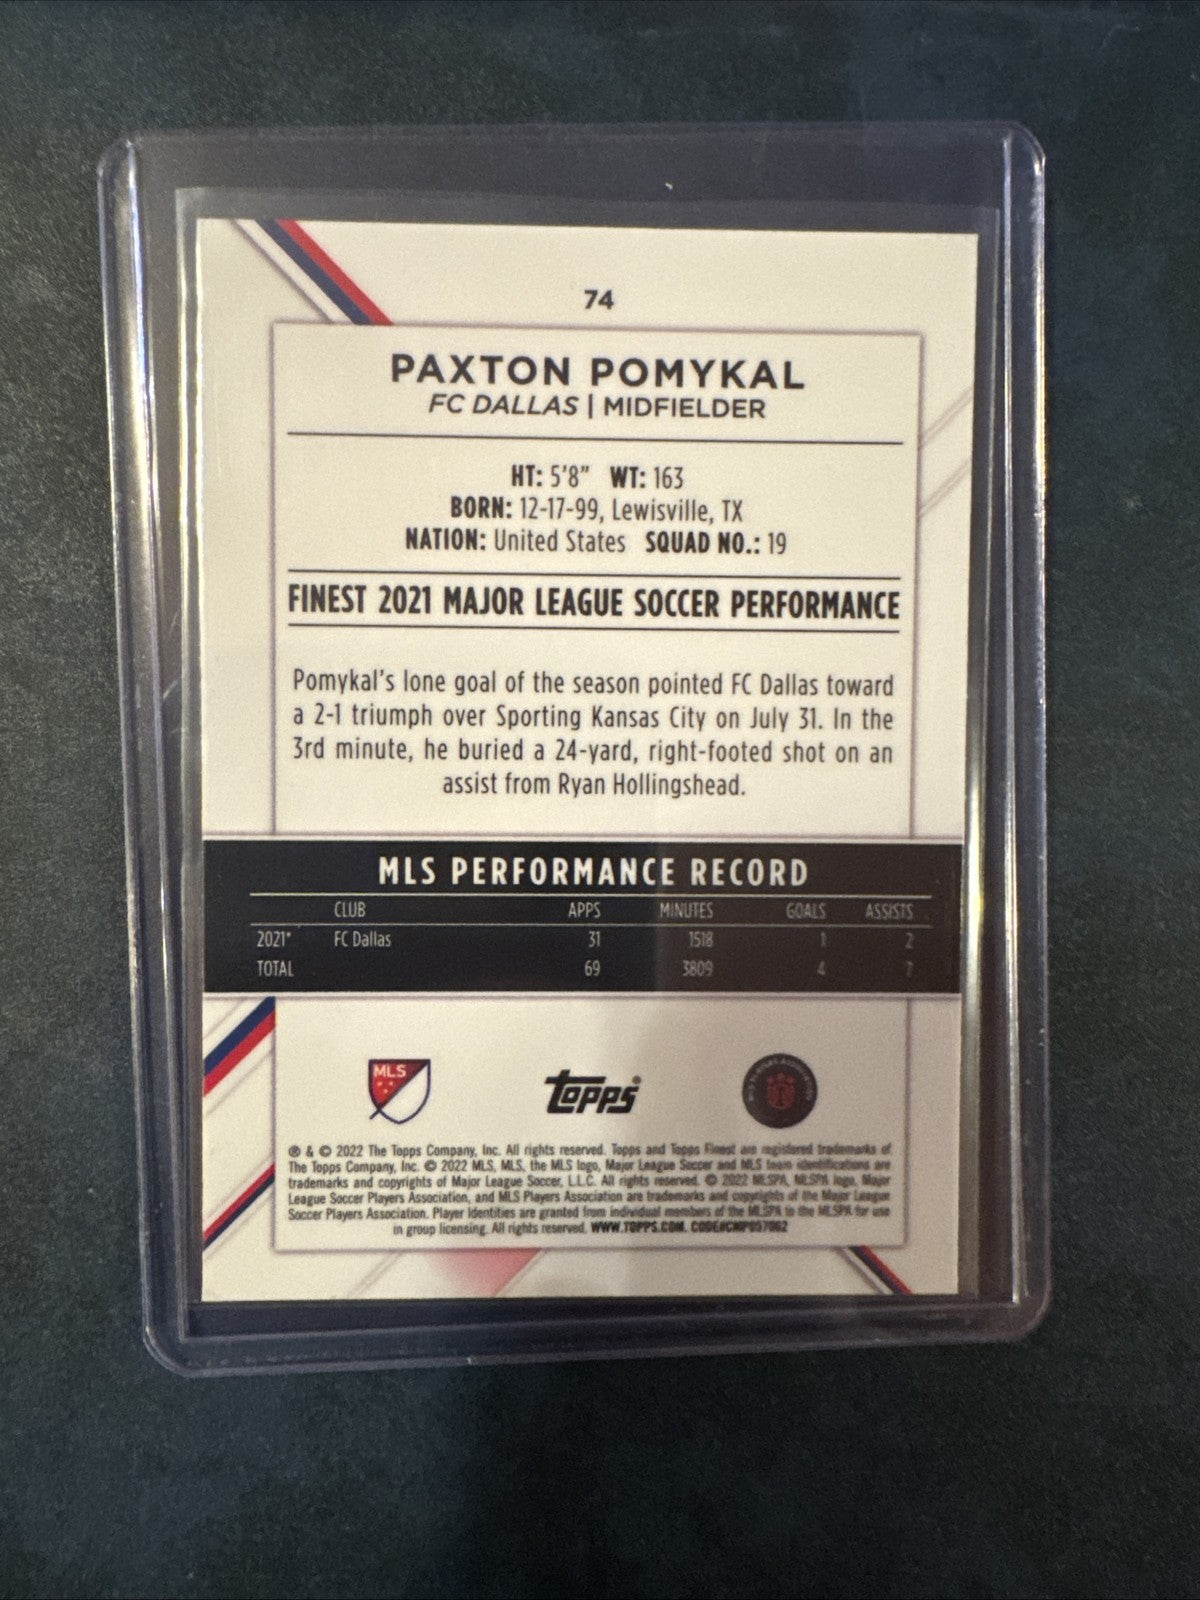 74
PAXTON POMYKAL
FC DALLAS | MIDFIELDER
HT: 5'8" WT: 163
BORN: 12-17-99, Lewisville, TX
NATION: United States SQUAD NO.: 19
FINEST 2021 MAJOR LEAGUE SOCCER PERFORMANCE
Pomykal's lone goal of the season pointed FC Dallas toward
a 2-1 triumph over Sporting Kansas City on July 31. In the
3rd minute, he buried a 24-yard, right-footed shot on an
assist from Ryan Hollingshead.
MLS PERFORMANCE RECORD
CLUB APPS MINUTES GOALS ASSISTS
2021* FC Dallas 31 1518 1 2
TOTAL 69 3809 4 7
MLS
Topps®
® & © 2022 The Topps Company, Inc. All rights reserved. Topps and Topps Finest are registered trademarks of
The Topps Company, Inc. © 2022 MLS, MLS, the MLS logo, Major League Soccer and MLS team identifications are
trademarks and copyrights of Major League Soccer, L.L.C. All rights reserved. © 2022 MLSPA, MLSPA logo, Major
League Soccer Players Association, and MLS Players Association are trademarks and copyrights of the Major League
Soccer Players Association. Player Identities are granted from individual members of the MLSPA to the MLSPA for use
in group licensing. All rights reserved. WWW.TOPPS.COM. CODE#CMP057062